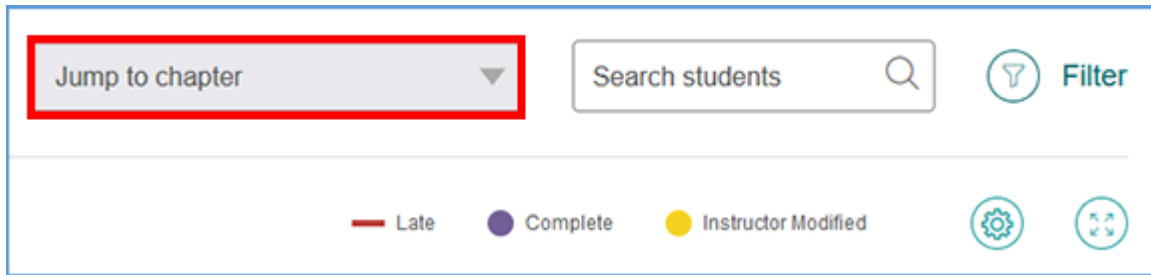 Jump to chapter
Search students
Filter
Late
Complete
Instructor Modified